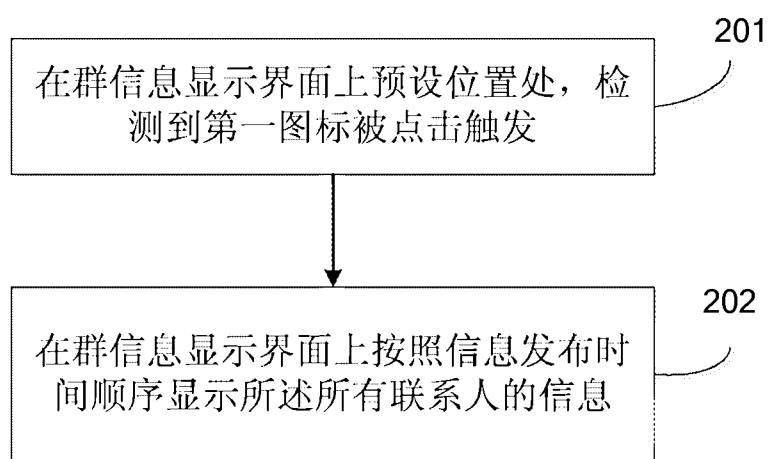 201
在群信息显示界面上预设位置处，检
测到第一图标被点击触发
202
在群信息显示界面上按照信息发布时
间顺序显示所述所有联系人的信息